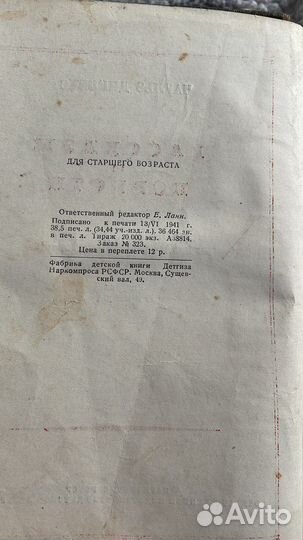 ДЛЯ СТАРШЕГО ВОЗРАСТА
Ответственный редактор Е. Ланн.
Подписано к печати 13/VI 1941 г.
38,5 печ. л. (34,44 уч.-изд. л.). 36 464 зн.
в печ. л. Тираж 20 000 экз. А38814.
Заказ № 323.
Цена в переплете 12 р.
Фабрика детской книги Детгиза
Наркомпроса РСФСР. Москва, Сущев-
ский вал, 49.
Avito